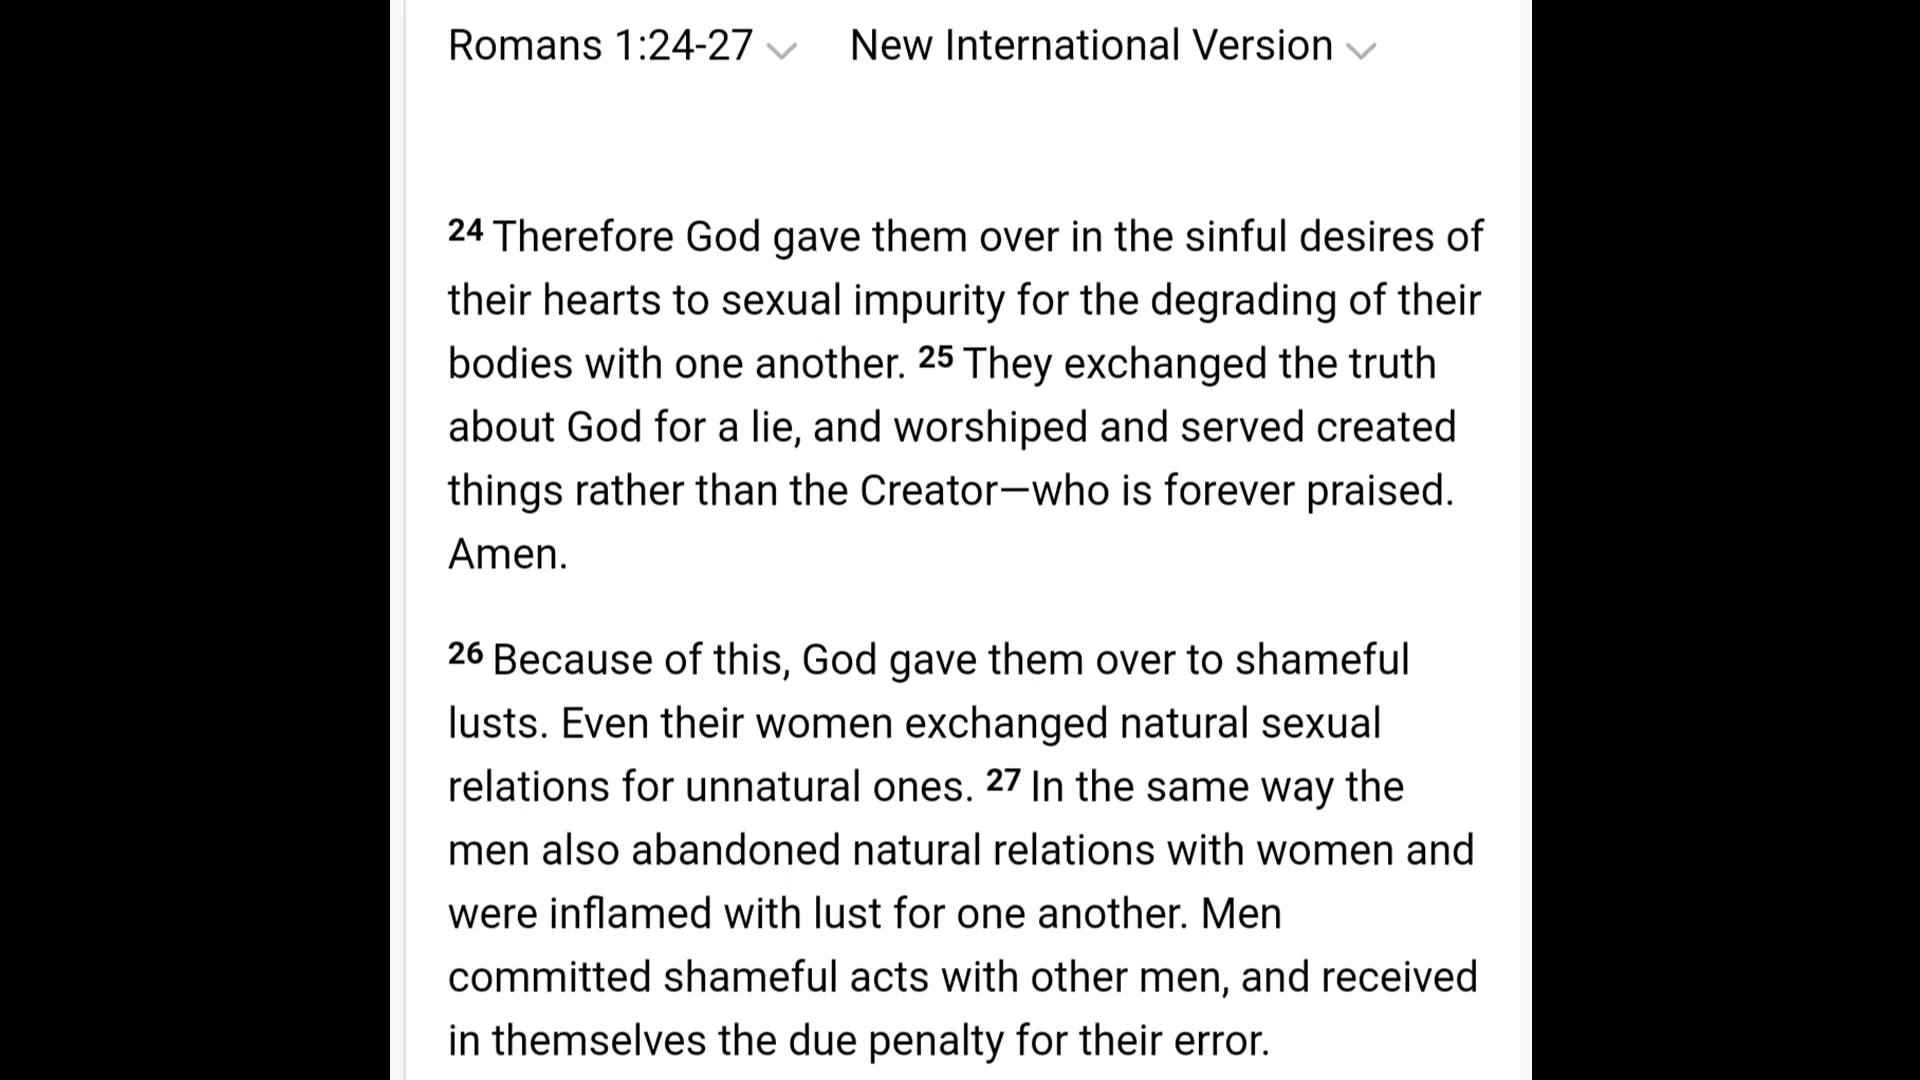 Romans 1:24-27 New International Version
24 Therefore God gave them over in the sinful desires of
their hearts to sexual impurity for the degrading of their
bodies with one another. 25 They exchanged the truth
about God for a lie, and worshiped and served created
things rather than the Creator—who is forever praised.
Amen.
26 Because of this, God gave them over to shameful
lusts. Even their women exchanged natural sexual
relations for unnatural ones. 27 In the same way the
men also abandoned natural relations with women and
were inflamed with lust for one another. Men
committed shameful acts with other men, and received
in themselves the due penalty for their error.